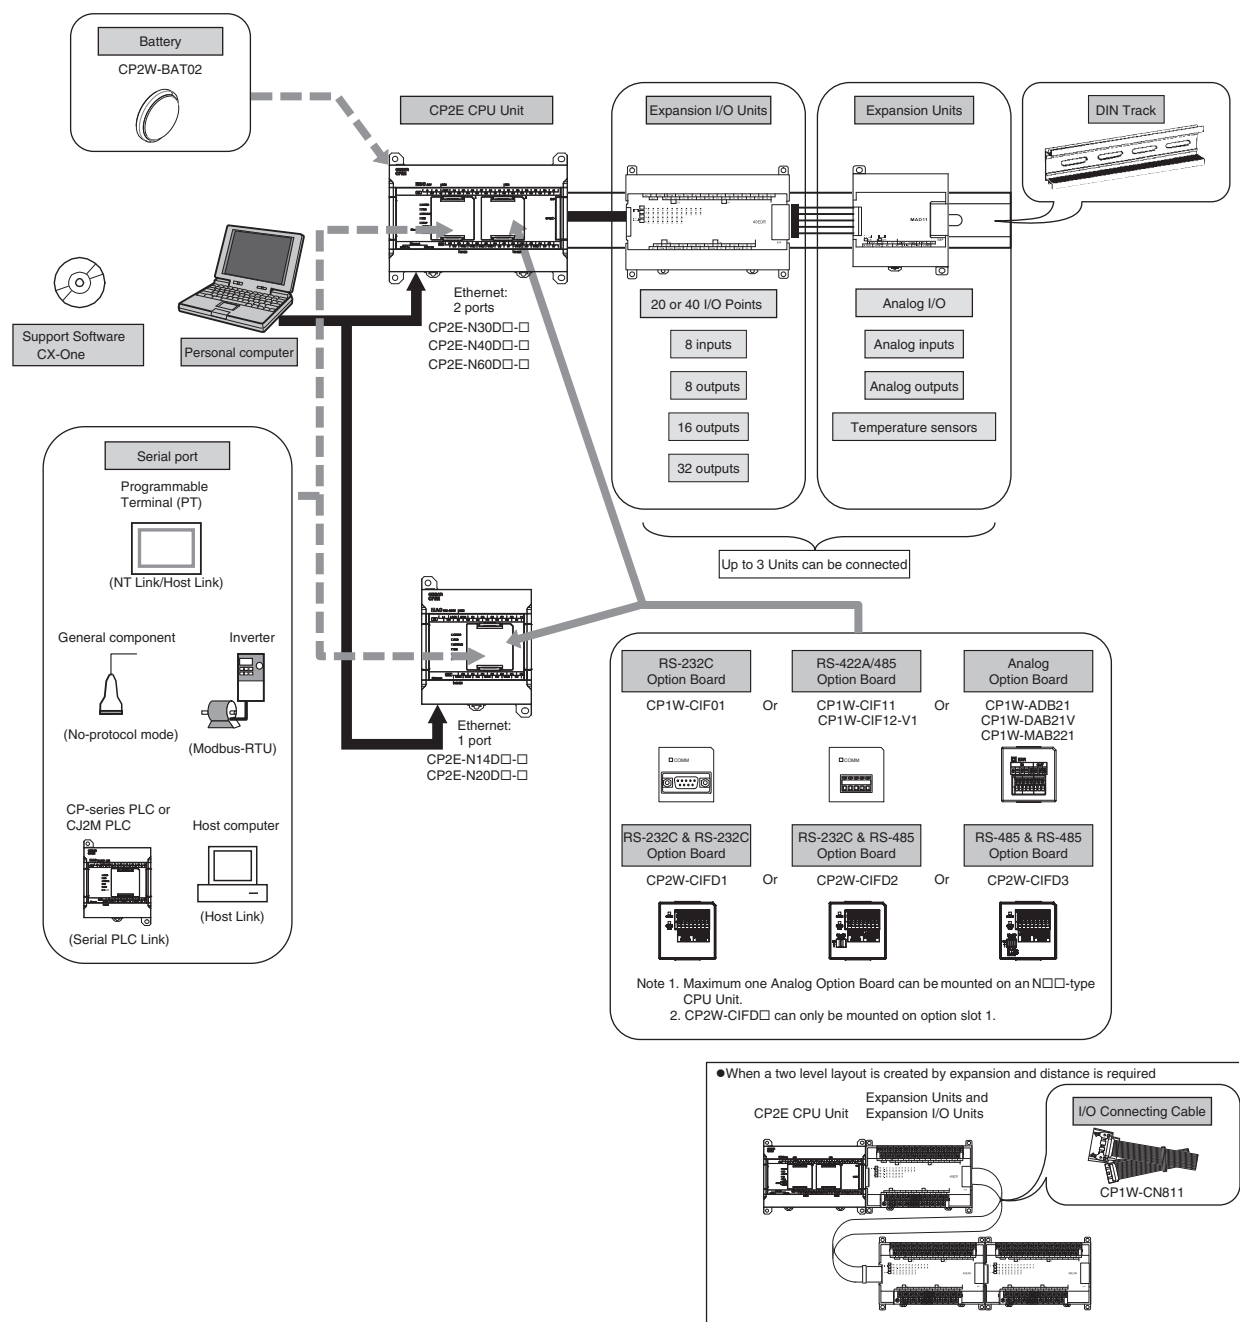 Battery
CP2W-BAT02
CP2E CPU Unit
Expansion I/O Units
Expansion Units
DIN Track
40EDR
MAD11
Ethernet:
2 ports
CP2E-N30D□-□
CP2E-N40D□-□
CP2E-N60D□-□
20 or 40 I/O Points
8 inputs
8 outputs
16 outputs
32 outputs
Analog I/O
Analog inputs
Analog outputs
Temperature sensors
Support Software
CX-One
Personal computer
Up to 3 Units can be connected
Serial port
Programmable
Terminal (PT)
(NT Link/Host Link)
General component
Inverter
(No-protocol mode)
(Modbus-RTU)
CP-series PLC or
CJ2M PLC
Host computer
(Serial PLC Link)
(Host Link)
Ethernet:
1 port
CP2E-N14D□-□
CP2E-N20D□-□
RS-232C
Option Board
CP1W-CIF01
Or
RS-422A/485
Option Board
CP1W-CIF11
CP1W-CIF12-V1
Or
Analog
Option Board
CP1W-ADB21
CP1W-DAB21V
CP1W-MAB221
COMM
COMM
RS-232C & RS-232C
Option Board
CP2W-CIFD1
Or
RS-232C & RS-485
Option Board
CP2W-CIFD2
Or
RS-485 & RS-485
Option Board
CP2W-CIFD3
Note 1. Maximum one Analog Option Board can be mounted on an N□□-type
CPU Unit.
2. CP2W-CIFD□ can only be mounted on option slot 1.
●When a two level layout is created by expansion and distance is required
CP2E CPU Unit
Expansion Units and
Expansion I/O Units
I/O Connecting Cable
CP1W-CN811